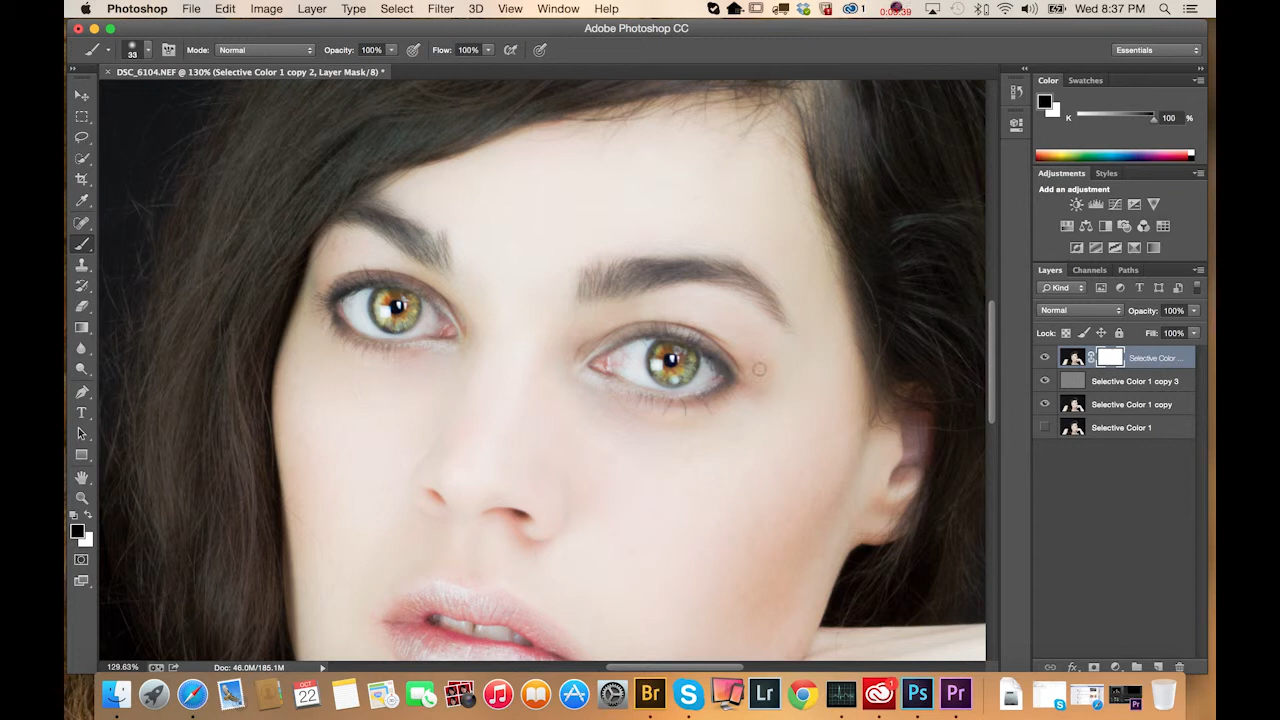 Photoshop File Edit Image Layer Type Select Filter 3D View Window Help
1
Wed 8:37 PM
Adobe Photoshop CC
33 Mode: Normal Opacity: 100% Flow: 100% Essentials
× DSC_6104.NEF @ 130% (Selective Color 1 copy 2, Layer Mask/8) *
Color Swatches
K 100 %
Adjustments Styles
Add an adjustment
Layers Channels Paths
Kind
Normal Opacity: 100%
Lock: Fill: 100%
Selective Color ...
Selective Color 1 copy 3
Selective Color 1 copy
Selective Color 1
129.63% Doc: 46.0M/185.1M
OCT
22
Br
Lr
1
Ps
Pr